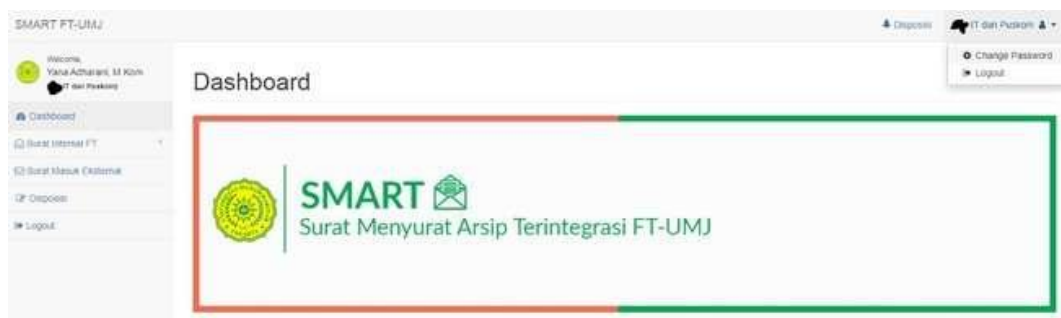 SMART FT-UMJ
Disposisi
IT dan Puskom
Change Password
Logout
Welcome,
Yana Adharani, M.Kom
IT dan Puskom
Dashboard
Surat Internal FT
Surat Masuk Eksternal
Disposisi
Logout
Dashboard
SMART
Surat Menyurat Arsip Terintegrasi FT-UMJ